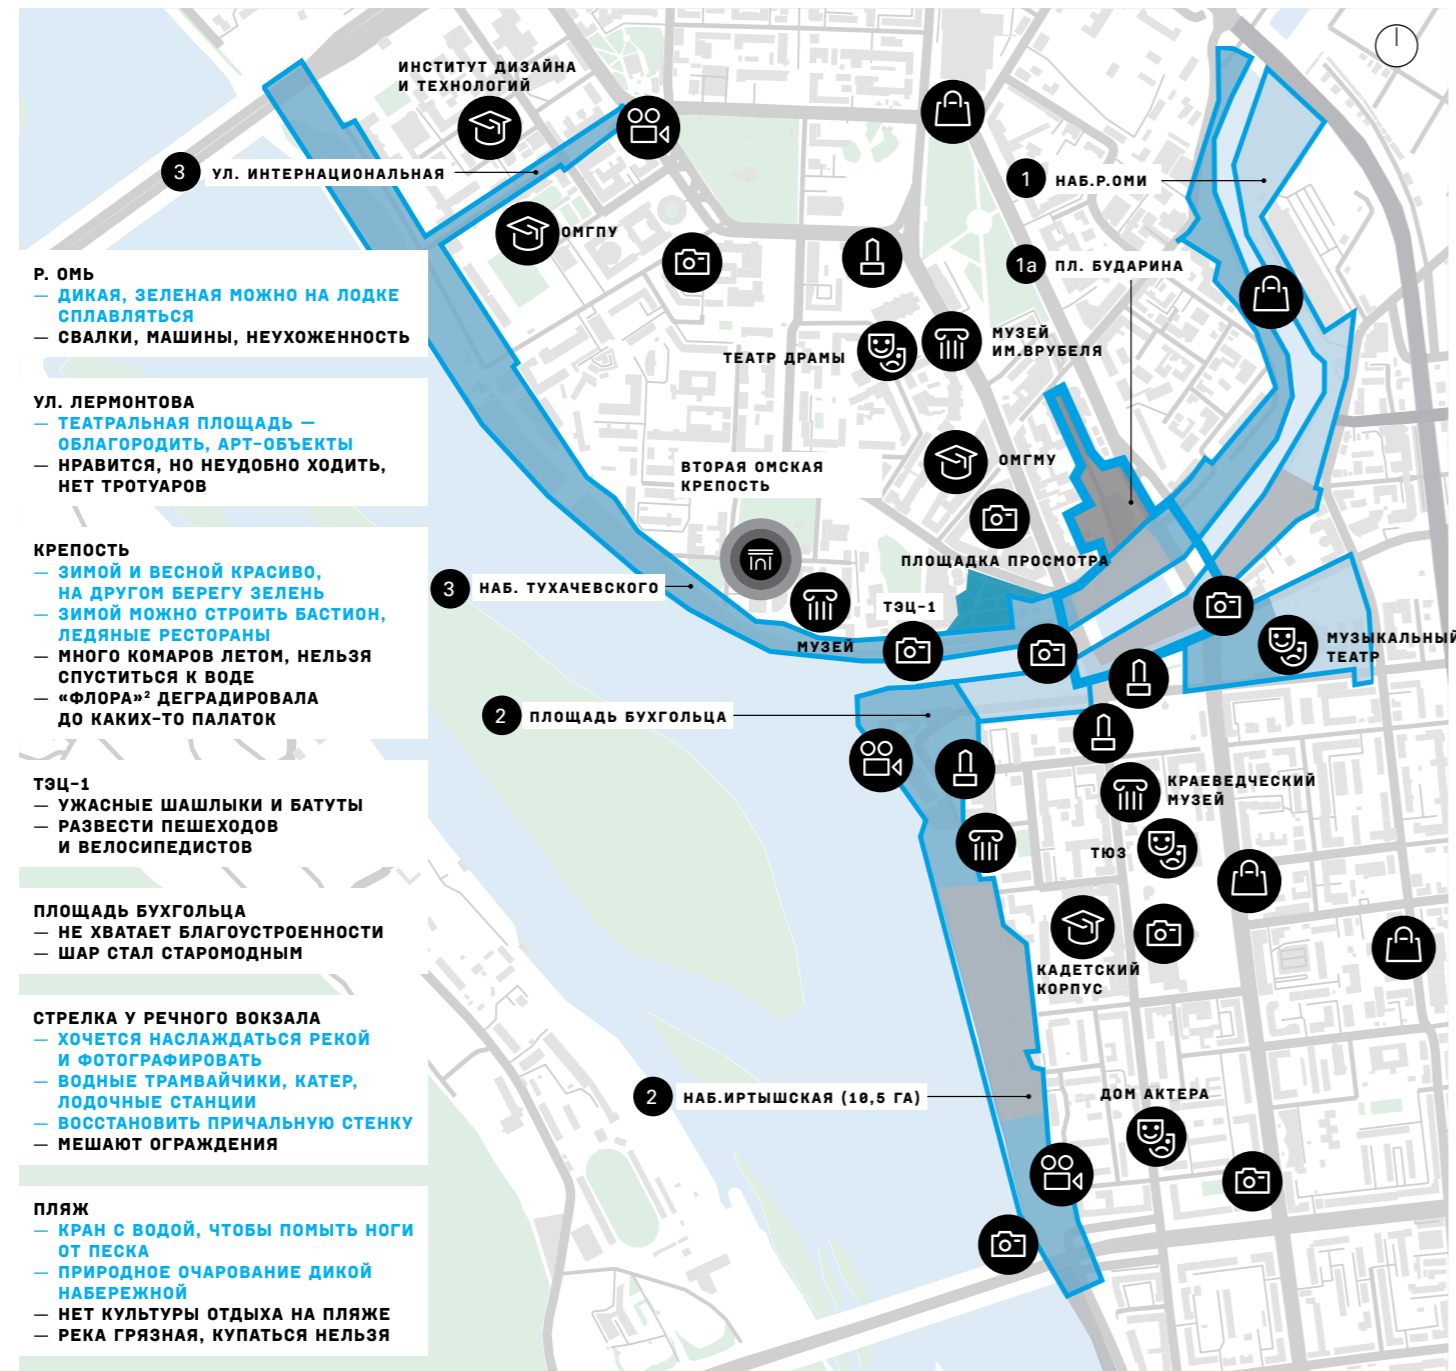 ИНСТИТУТ ДИЗАЙНА
И ТЕХНОЛОГИЙ
3
УЛ. ИНТЕРНАЦИОНАЛЬНАЯ
ОМГПУ
1
НАБ.Р.ОМИ
1а
ПЛ. БУДАРИНА
ТЕАТР ДРАМЫ
МУЗЕЙ
ИМ.ВРУБЕЛЯ
ВТОРАЯ ОМСКАЯ
КРЕПОСТЬ
ОМГМУ
ПЛОЩАДКА ПРОСМОТРА
3
НАБ. ТУХАЧЕВСКОГО
ТЭЦ-1
МУЗЕЙ
МУЗЫКАЛЬНЫЙ
ТЕАТР
2
ПЛОЩАДЬ БУХГОЛЬЦА
КРАЕВЕДЧЕСКИЙ
МУЗЕЙ
ТЮЗ
КАДЕТСКИЙ
КОРПУС
2
НАБ.ИРТЫШСКАЯ (10,5 ГА)
ДОМ АКТЕРА
Р. ОМЬ
— ДИКАЯ, ЗЕЛЕНАЯ МОЖНО НА ЛОДКЕ
СПЛАВЛЯТЬСЯ
— СВАЛКИ, МАШИНЫ, НЕУХОЖЕННОСТЬ
УЛ. ЛЕРМОНТОВА
— ТЕАТРАЛЬНАЯ ПЛОЩАДЬ —
ОБЛАГОРОДИТЬ, АРТ-ОБЪЕКТЫ
— НРАВИТСЯ, НО НЕУДОБНО ХОДИТЬ,
НЕТ ТРОТУАРОВ
КРЕПОСТЬ
— ЗИМОЙ И ВЕСНОЙ КРАСИВО,
НА ДРУГОМ БЕРЕГУ ЗЕЛЕНЬ
— ЗИМОЙ МОЖНО СТРОИТЬ БАСТИОН,
ЛЕДЯНЫЕ РЕСТОРАНЫ
— МНОГО КОМАРОВ ЛЕТОМ, НЕЛЬЗЯ
СПУСТИТЬСЯ К ВОДЕ
— «ФЛОРА»² ДЕГРАДИРОВАЛА
ДО КАКИХ-ТО ПАЛАТОК
ТЭЦ-1
— УЖАСНЫЕ ШАШЛЫКИ И БАТУТЫ
— РАЗВЕСТИ ПЕШЕХОДОВ
И ВЕЛОСИПЕДИСТОВ
ПЛОЩАДЬ БУХГОЛЬЦА
— НЕ ХВАТАЕТ БЛАГОУСТРОЕННОСТИ
— ШАР СТАЛ СТАРОМОДНЫМ
СТРЕЛКА У РЕЧНОГО ВОКЗАЛА
— ХОЧЕТСЯ НАСЛАЖДАТЬСЯ РЕКОЙ
И ФОТОГРАФИРОВАТЬ
— ВОДНЫЕ ТРАМВАЙЧИКИ, КАТЕР,
ЛОДОЧНЫЕ СТАНЦИИ
— ВОССТАНОВИТЬ ПРИЧАЛЬНУЮ СТЕНКУ
— МЕШАЮТ ОГРАЖДЕНИЯ
ПЛЯЖ
— КРАН С ВОДОЙ, ЧТОБЫ ПОМЫТЬ НОГИ
ОТ ПЕСКА
— ПРИРОДНОЕ ОЧАРОВАНИЕ ДИКОЙ
НАБЕРЕЖНОЙ
— НЕТ КУЛЬТУРЫ ОТДЫХА НА ПЛЯЖЕ
— РЕКА ГРЯЗНАЯ, КУПАТЬСЯ НЕЛЬЗЯ